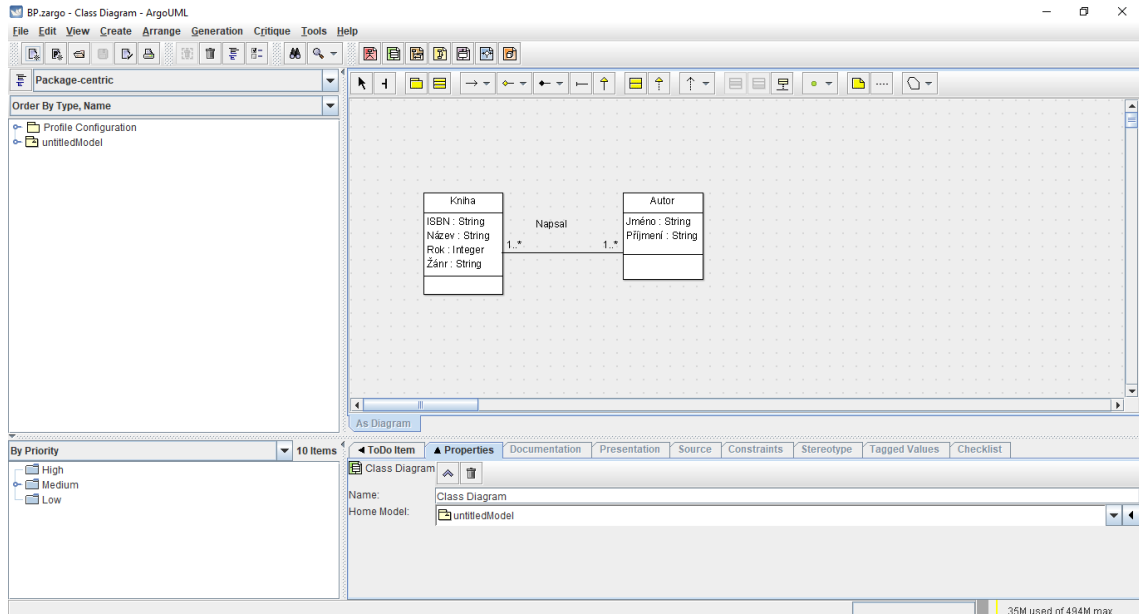 BP.zargo - Class Diagram - ArgoUML
File Edit View Create Arrange Generation Critique Tools Help
Package-centric
Order By Type, Name
Profile Configuration
untitledModel
Kniha
ISBN : String
Název : String
Rok : Integer
Žánr : String
Napsal
1..*
1..*
Autor
Jméno : String
Příjmení : String
As Diagram
By Priority
10 Items
High
Medium
Low
ToDo Item Properties Documentation Presentation Source Constraints Stereotype Tagged Values Checklist
Class Diagram
Name: Class Diagram
Home Model: untitledModel
35M used of 494M max